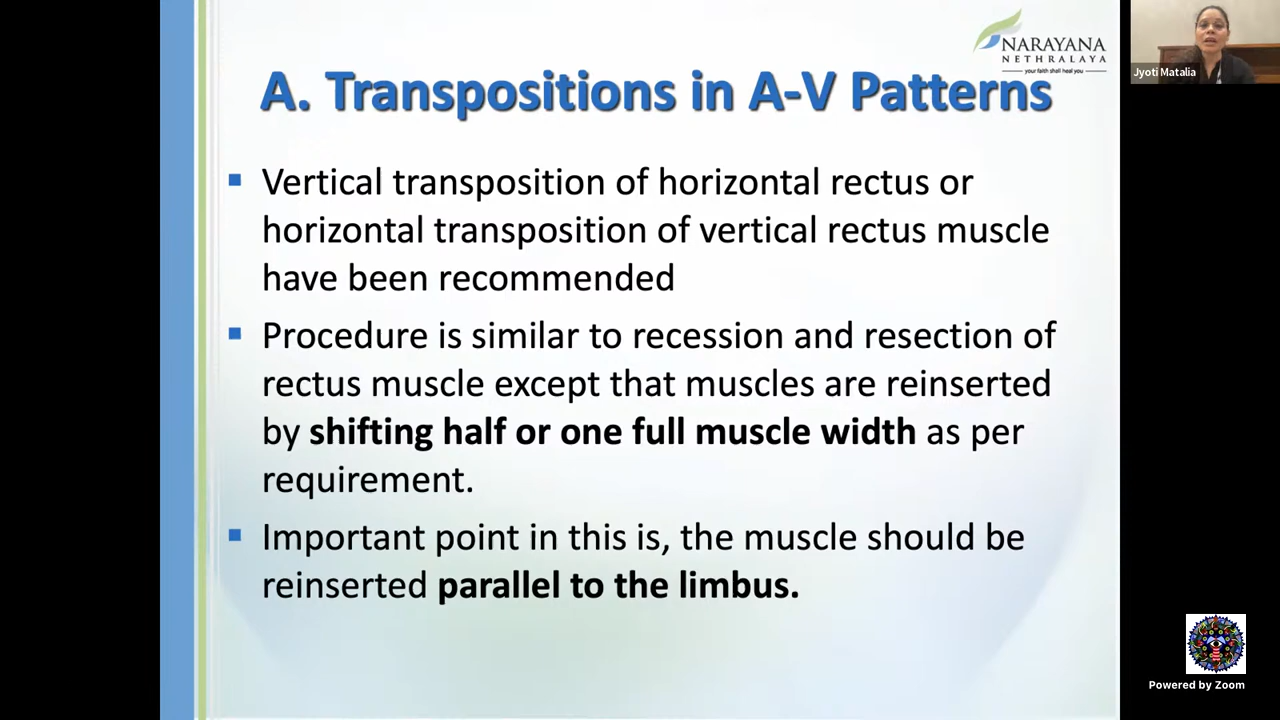 NARAYANA
NETHRALAYA
your faith shall heal you
Jyoti Matalia
A. Transpositions in A-V Patterns
Vertical transposition of horizontal rectus or
horizontal transposition of vertical rectus muscle
have been recommended
Procedure is similar to recession and resection of
rectus muscle except that muscles are reinserted
by shifting half or one full muscle width as per
requirement.
Important point in this is, the muscle should be
reinserted parallel to the limbus.
Powered by Zoom